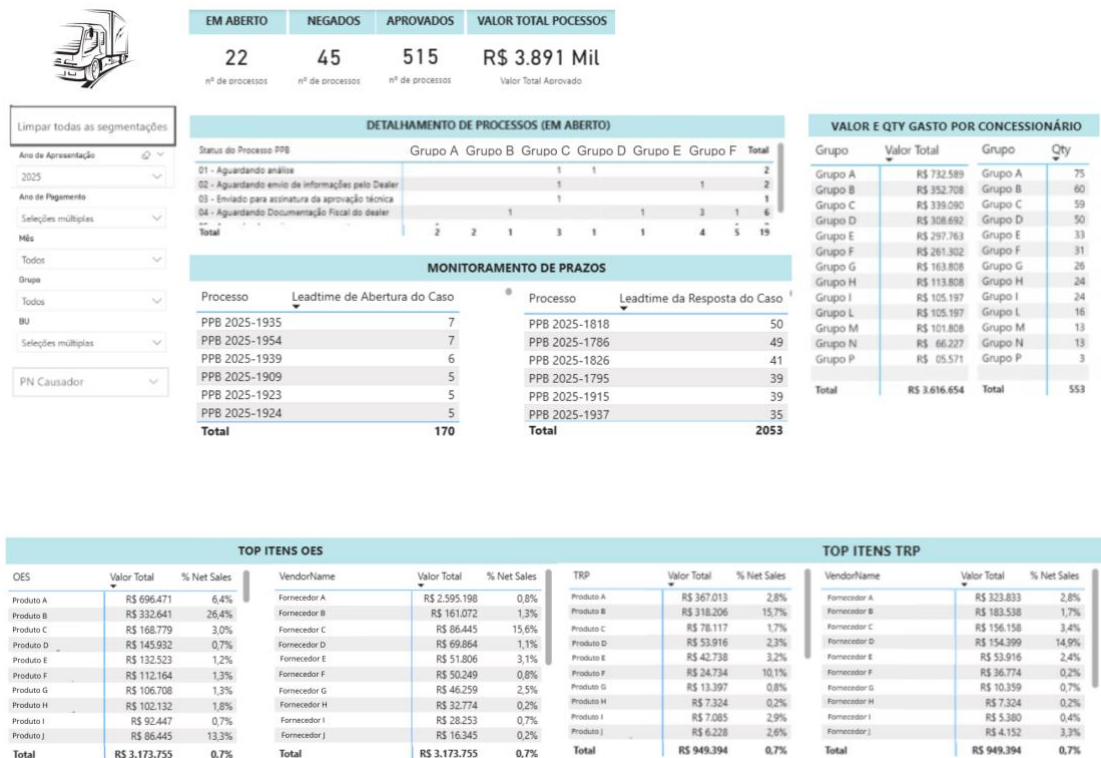 EM ABERTO NEGADOS APROVADOS VALOR TOTAL POCESSOS
22 45 515 R$ 3.891 Mil
nº de processos nº de processos nº de processos Valor Total Aprovado
Limpar todas as segmentações
Ano de Apresentação
2025
Ano de Pagamento
Seleções múltiplas
Mês
Todos
Grupo
Todos
BU
Seleções múltiplas
PN Causador
DETALHAMENTO DE PROCESSOS (EM ABERTO)
Status do Processo PPB Grupo A Grupo B Grupo C Grupo D Grupo E Grupo F Total
01 - Aguardando análise 1 1 2
02 - Aguardando envio de informações pelo Dealer 1 1 2
03 - Enviado para assinatura da aprovação técnica 1 1
04 - Aguardando Documentação Fiscal do dealer 1 1 3 1 6
Total 2 2 1 3 1 1 4 5 19
MONITORAMENTO DE PRAZOS
Processo Leadtime de Abertura do Caso
PPB 2025-1935 7
PPB 2025-1954 7
PPB 2025-1939 6
PPB 2025-1909 5
PPB 2025-1923 5
PPB 2025-1924 5
Total 170
Processo Leadtime da Resposta do Caso
PPB 2025-1818 50
PPB 2025-1786 49
PPB 2025-1826 41
PPB 2025-1795 39
PPB 2025-1915 39
PPB 2025-1937 35
Total 2053
VALOR E QTY GASTO POR CONCESSIONÁRIO
Grupo Valor Total Grupo Qty
Grupo A R$ 732.589 Grupo A 75
Grupo B R$ 352.708 Grupo B 60
Grupo C R$ 339.090 Grupo C 59
Grupo D R$ 308.692 Grupo D 50
Grupo E R$ 297.763 Grupo E 33
Grupo F R$ 261.302 Grupo F 31
Grupo G R$ 163.808 Grupo G 26
Grupo H R$ 113.808 Grupo H 24
Grupo I R$ 105.197 Grupo I 24
Grupo L R$ 105.197 Grupo L 16
Grupo M R$ 101.808 Grupo M 13
Grupo N R$ 66.227 Grupo N 13
Grupo P R$ 05.571 Grupo P 3
Total R$ 3.616.654 Total 553
TOP ITENS OES
OES Valor Total % Net Sales
Produto A R$ 696.471 6,4%
Produto B R$ 332.641 26,4%
Produto C R$ 168.779 3,0%
Produto D R$ 145.932 0,7%
Produto E R$ 132.523 1,2%
Produto F R$ 112.164 1,3%
Produto G R$ 106.708 1,3%
Produto H R$ 102.132 1,8%
Produto I R$ 92.447 0,7%
Produto J R$ 86.445 13,3%
Total R$ 3.173.755 0,7%
VendorName Valor Total % Net Sales
Fornecedor A R$ 2.595.198 0,8%
Fornecedor B R$ 161.072 1,3%
Fornecedor C R$ 86.445 15,6%
Fornecedor D R$ 69.864 1,1%
Fornecedor E R$ 51.806 3,1%
Fornecedor F R$ 50.249 0,8%
Fornecedor G R$ 46.259 2,5%
Fornecedor H R$ 32.774 0,2%
Fornecedor I R$ 28.253 0,7%
Fornecedor J R$ 16.345 0,2%
Total R$ 3.173.755 0,7%
TOP ITENS TRP
TRP Valor Total % Net Sales
Produto A R$ 367.013 2,8%
Produto B R$ 318.206 15,7%
Produto C R$ 78.117 1,7%
Produto D R$ 53.916 2,3%
Produto E R$ 42.738 3,2%
Produto F R$ 24.734 10,1%
Produto G R$ 13.397 0,8%
Produto H R$ 7.324 0,2%
Produto I R$ 7.085 2,9%
Produto J R$ 6.228 2,6%
Total R$ 949.394 0,7%
VendorName Valor Total % Net Sales
Fornecedor A R$ 323.833 2,8%
Fornecedor B R$ 183.538 1,7%
Fornecedor C R$ 156.158 3,4%
Fornecedor D R$ 154.399 14,9%
Fornecedor E R$ 53.916 2,4%
Fornecedor F R$ 36.774 0,2%
Fornecedor G R$ 10.359 0,7%
Fornecedor H R$ 7.324 0,2%
Fornecedor I R$ 5.380 0,4%
Fornecedor J R$ 4.152 3,3%
Total R$ 949.394 0,7%